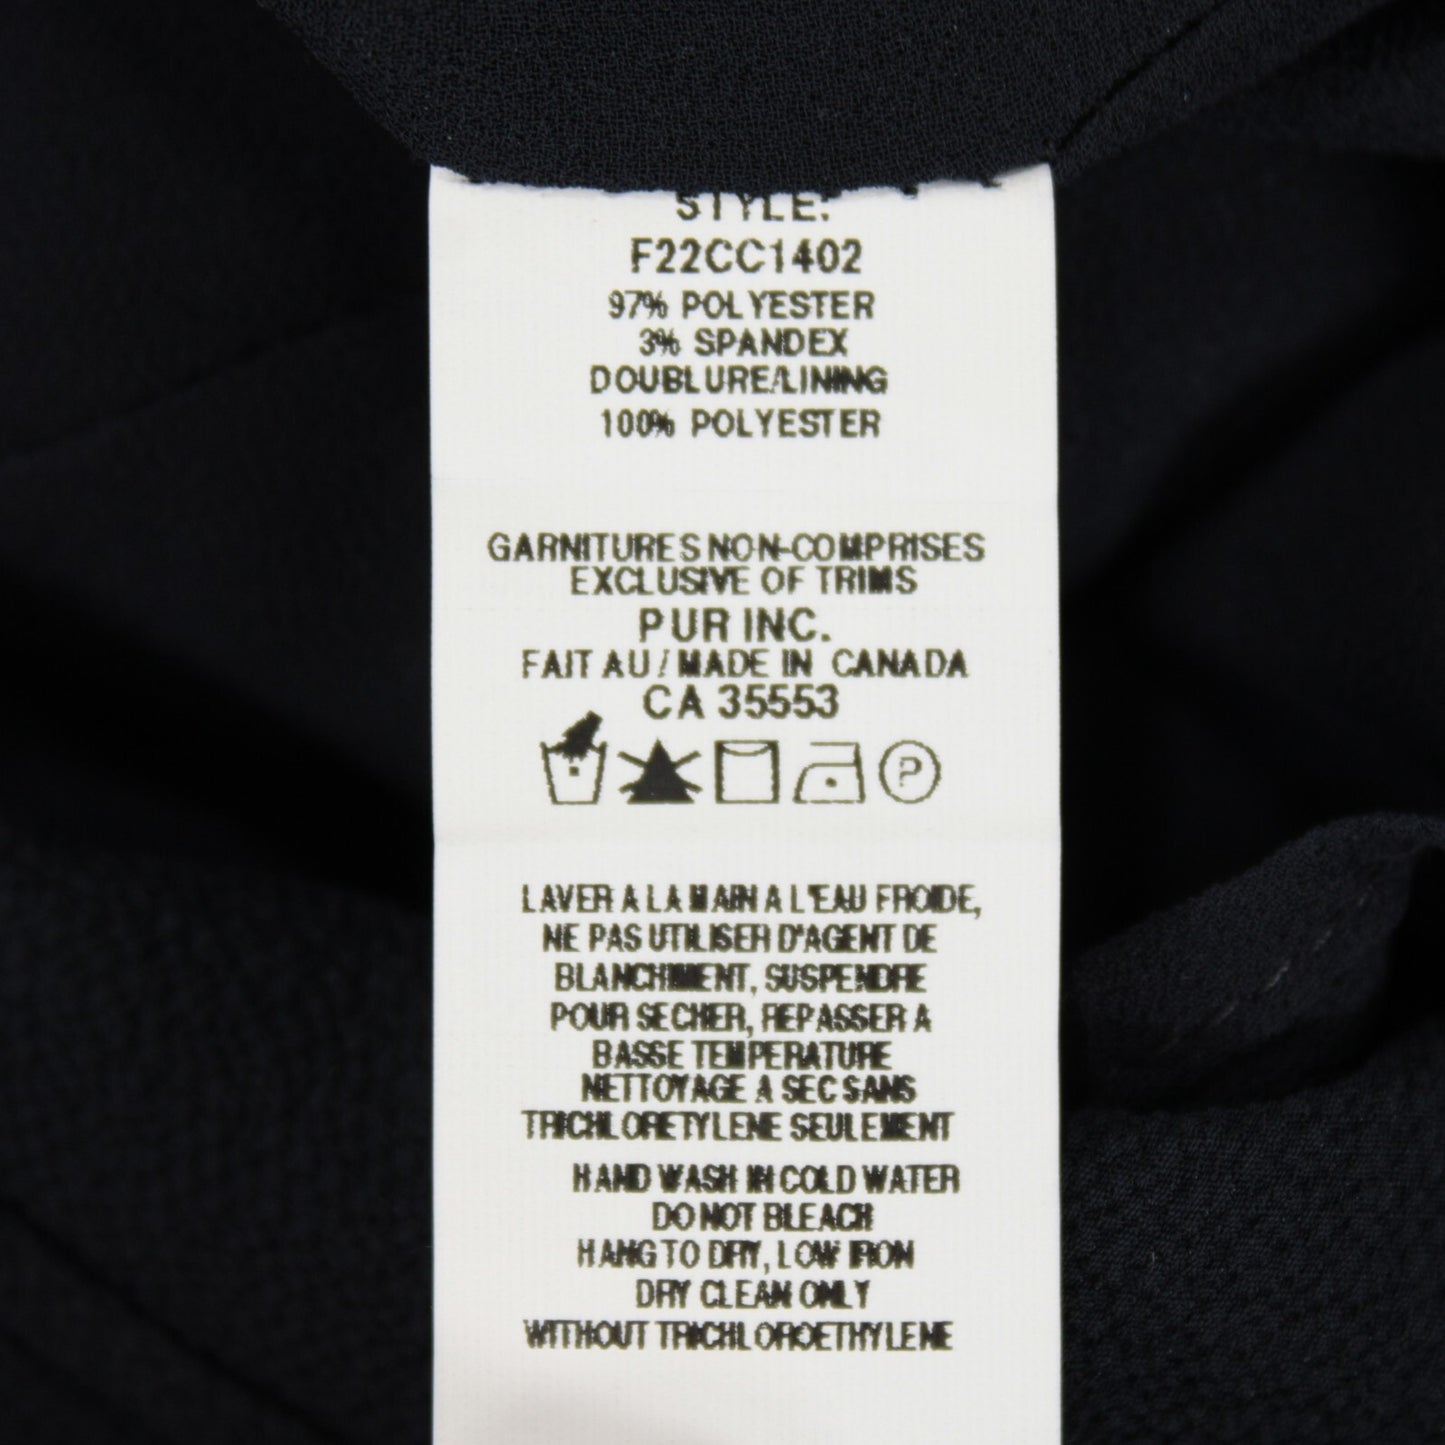 STYLE:
F22CC1402
97% POLYESTER
3% SPANDEX
DOUBLURE/LINING
100% POLYESTER
GARNITURES NON-COMPRISES
EXCLUSIVE OF TRIMS
PUR INC.
FAIT AU / MADE IN CANADA
CA 35553
P
LAVER A LA MAIN A L'EAU FROIDE,
NE PAS UTILISER D'AGENT DE
BLANCHIMENT, SUSPENDRE
POUR SECHER, REPASSER A
BASSE TEMPERATURE
NETTOYAGE A SEC SANS
TRICHLORETYLENE SEULEMENT
HAND WASH IN COLD WATER
DO NOT BLEACH
HANG TO DRY, LOW IRON
DRY CLEAN ONLY
WITHOUT TRICHLOROETHYLENE